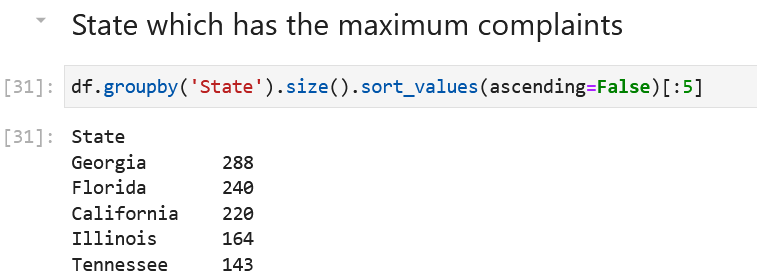 State which has the maximum complaints
[31]: df.groupby('State').size().sort_values(ascending=False)[:5]
[31]: State
Georgia 288
Florida 240
California 220
Illinois 164
Tennessee 143